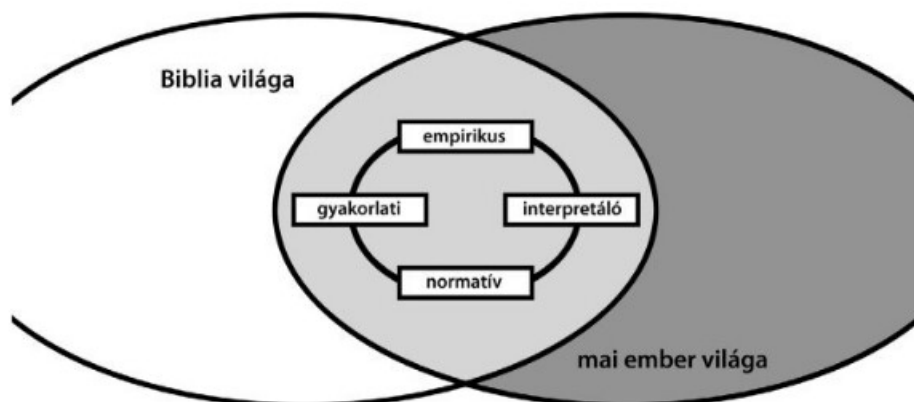 Biblia világa
empirikus
gyakorlati
interpretáló
normatív
mai ember világa